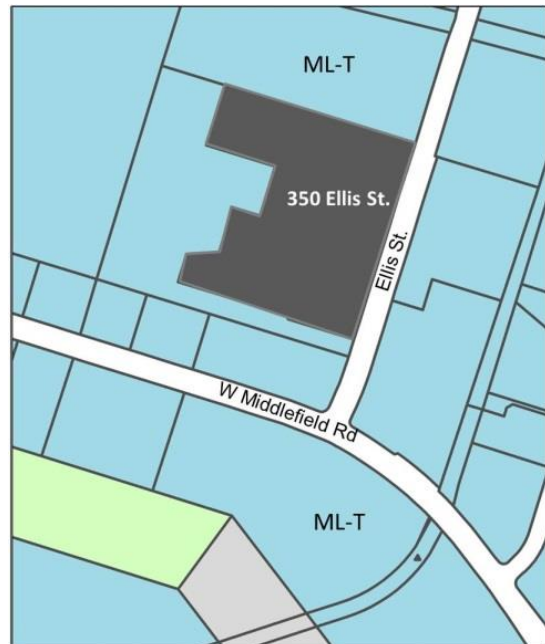 ML-T
350 Ellis St.
Ellis St.
W Middlefield Rd
ML-T